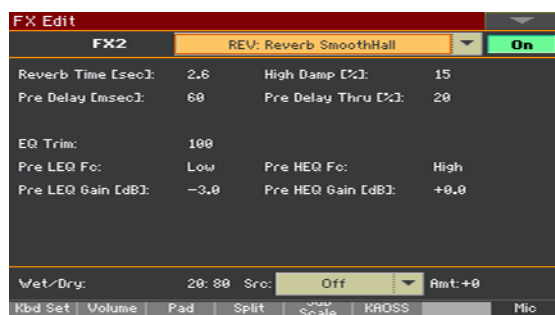 FX Edit
FX2 REV: Reverb SmoothHall On
Reverb Time [sec]: 2.6 High Damp [%]: 15
Pre Delay [msec]: 60 Pre Delay Thru [%]: 20
EQ Trim: 100
Pre LEQ Fc: Low Pre HEQ Fc: High
Pre LEQ Gain [dB]: -3.0 Pre HEQ Gain [dB]: +0.0
Wet/Dry: 20:80 Src: Off Amt:+0
Kbd Set Volume Pad Split Sub Scale KAOSS Mic